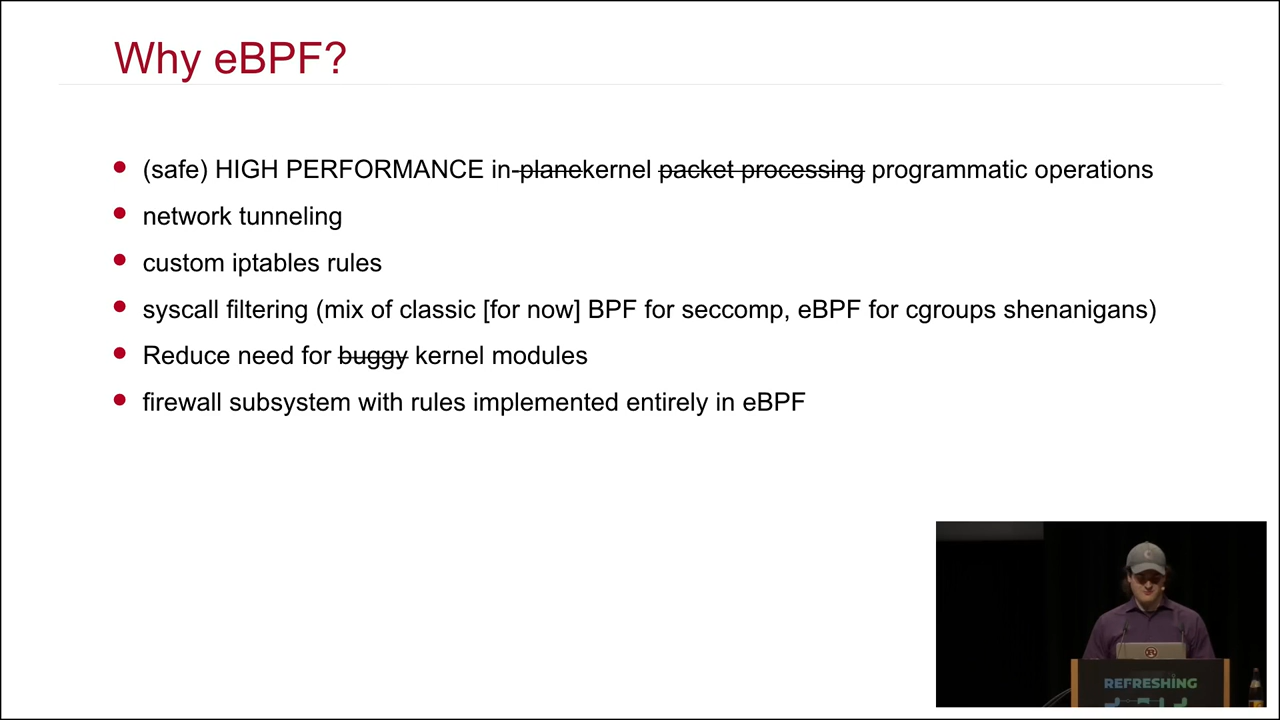 Why eBPF?
(safe) HIGH PERFORMANCE in-planekernel packet processing programmatic operations
network tunneling
custom iptables rules
syscall filtering (mix of classic [for now] BPF for seccomp, eBPF for cgroups shenanigans)
Reduce need for buggy kernel modules
firewall subsystem with rules implemented entirely in eBPF
REFRESHING